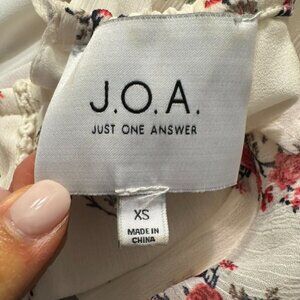 J.O.A.
JUST ONE ANSWER
XS
MADE IN
CHINA